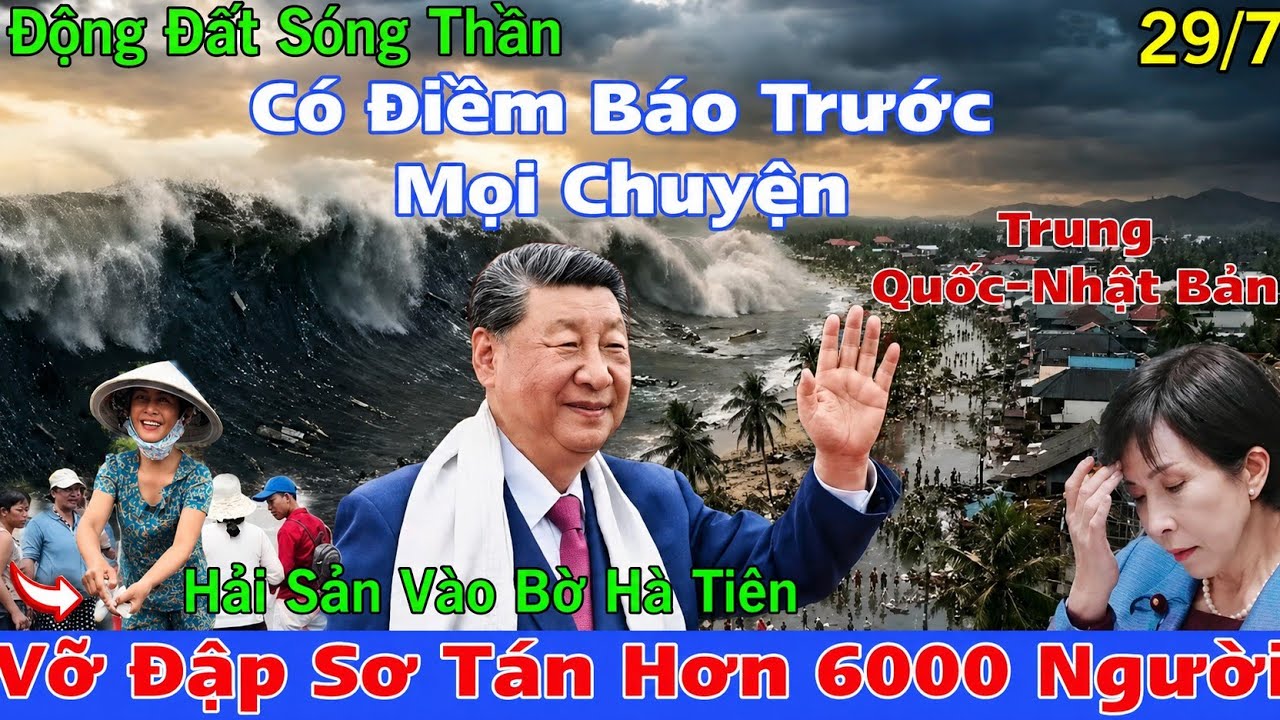 Động Đất Sóng Thần
29/7
Có Điềm Báo Trước
Mọi Chuyện
Trung
Quốc-Nhật Bản
Hải Sản Vào Bờ Hà Tiên
Vỡ Đập Sơ Tán Hơn 6000 Người